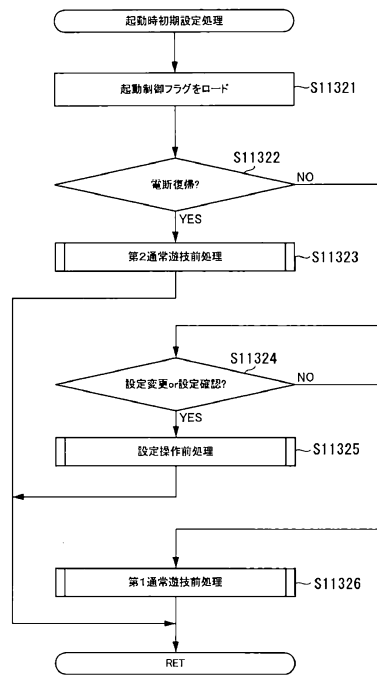 起動時初期設定処理
起動制御フラグをロード
S11321
S11322
電断復帰?
NO
YES
第2通常遊技前処理
S11323
S11324
設定変更or設定確認?
NO
YES
設定操作前処理
S11325
第1通常遊技前処理
S11326
RET